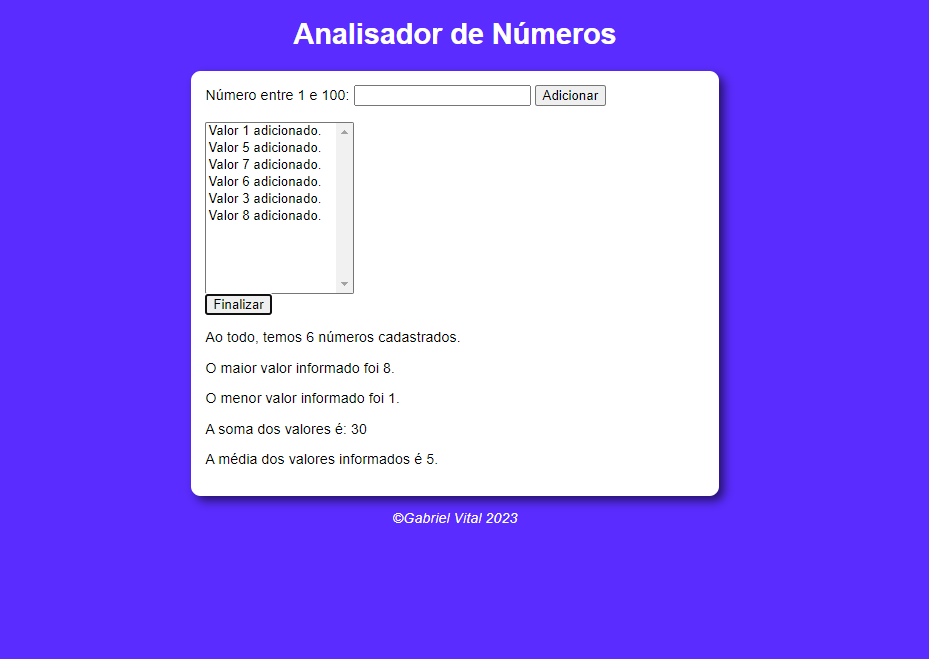 Analisador de Números
Número entre 1 e 100: Adicionar
Valor 1 adicionado.
Valor 5 adicionado.
Valor 7 adicionado.
Valor 6 adicionado.
Valor 3 adicionado.
Valor 8 adicionado.
Finalizar
Ao todo, temos 6 números cadastrados.
O maior valor informado foi 8.
O menor valor informado foi 1.
A soma dos valores é: 30
A média dos valores informados é 5.
©Gabriel Vital 2023